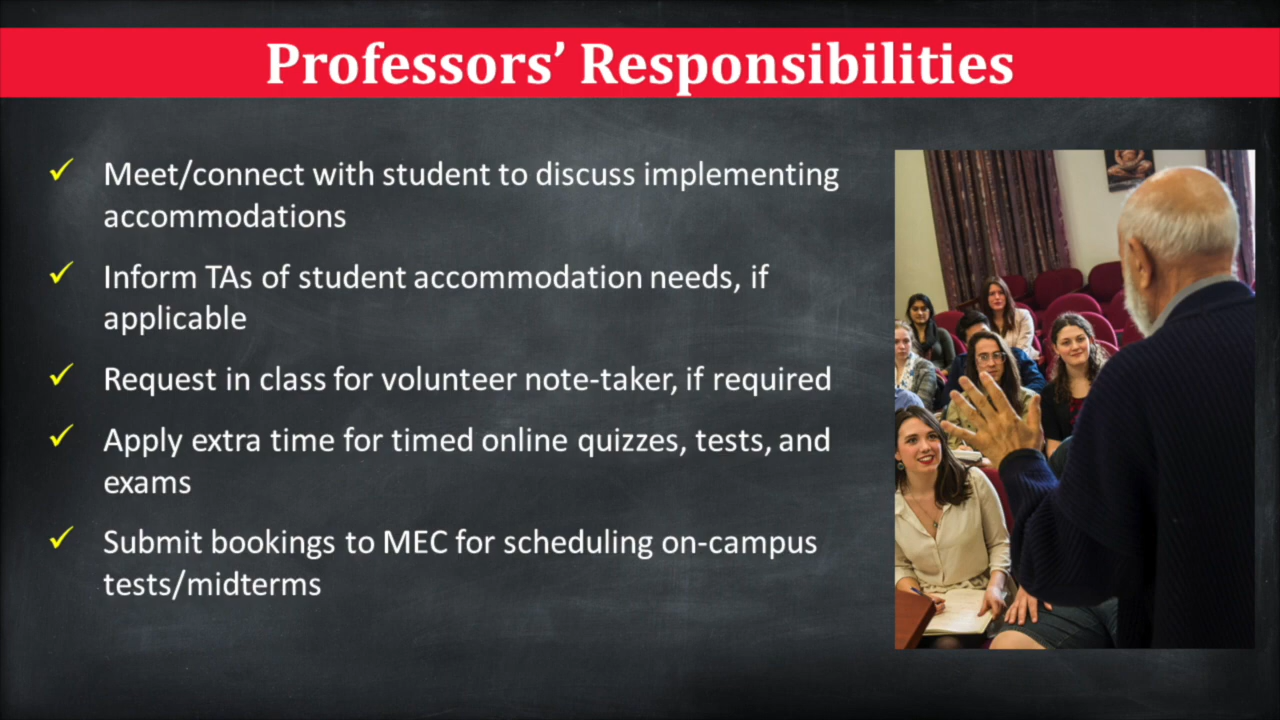 Professors’ Responsibilities
Meet/connect with student to discuss implementing
accommodations
Inform TAs of student accommodation needs, if
applicable
Request in class for volunteer note-taker, if required
Apply extra time for timed online quizzes, tests, and
exams
Submit bookings to MEC for scheduling on-campus
tests/midterms